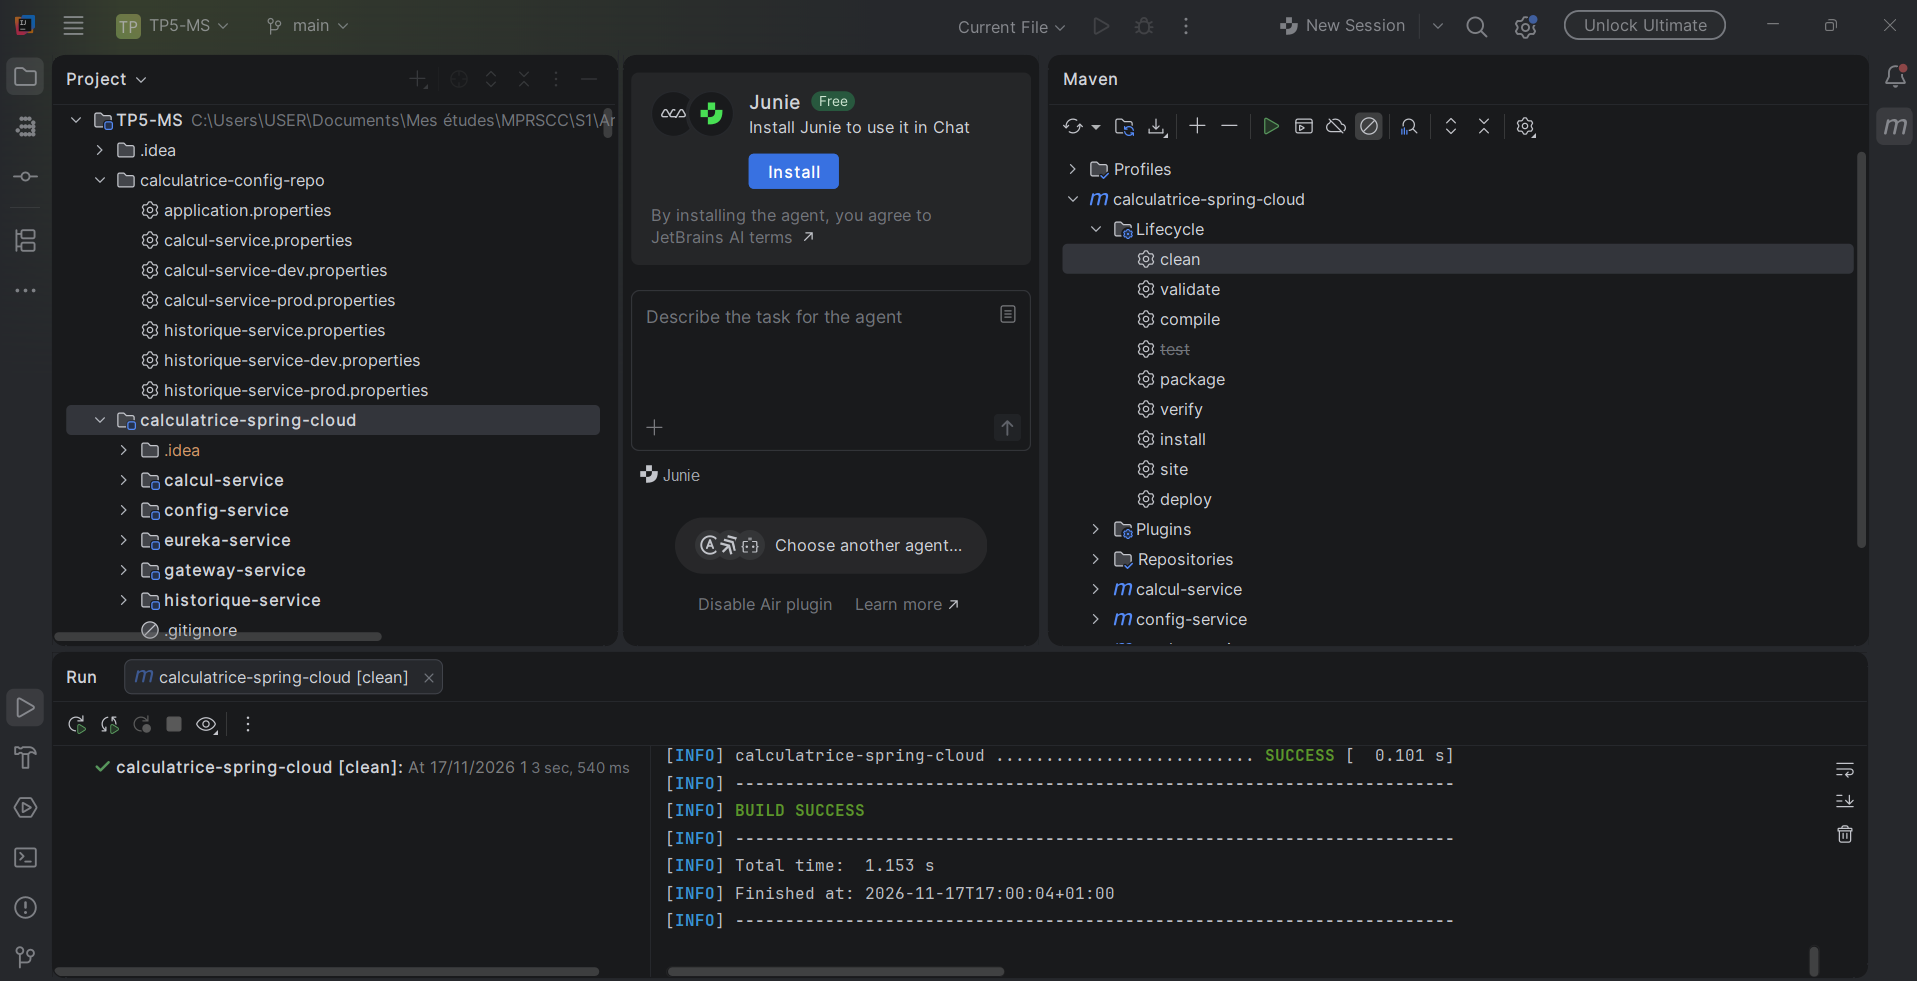 TP TP5-MS main Current File New Session Unlock Ultimate
Project
TP5-MS C:\Users\USER\Documents\Mes études\MPRSCC\S1\Ar
.idea
calculatrice-config-repo
application.properties
calcul-service.properties
calcul-service-dev.properties
calcul-service-prod.properties
historique-service.properties
historique-service-dev.properties
historique-service-prod.properties
calculatrice-spring-cloud
.idea
calcul-service
config-service
eureka-service
gateway-service
historique-service
.gitignore
Junie Free
Install Junie to use it in Chat
Install
By installing the agent, you agree to
JetBrains AI terms ↗
Describe the task for the agent
Junie
Choose another agent...
Disable Air plugin Learn more ↗
Maven
Profiles
calculatrice-spring-cloud
Lifecycle
clean
validate
compile
test
package
verify
install
site
deploy
Plugins
Repositories
calcul-service
config-service
Run calculatrice-spring-cloud [clean]
calculatrice-spring-cloud [clean]: At 17/11/2026 1 3 sec, 540 ms
[INFO] calculatrice-spring-cloud .......................... SUCCESS [  0.101 s]
[INFO] ------------------------------------------------------------------------
[INFO] BUILD SUCCESS
[INFO] ------------------------------------------------------------------------
[INFO] Total time:  1.153 s
[INFO] Finished at: 2026-11-17T17:00:04+01:00
[INFO] ------------------------------------------------------------------------